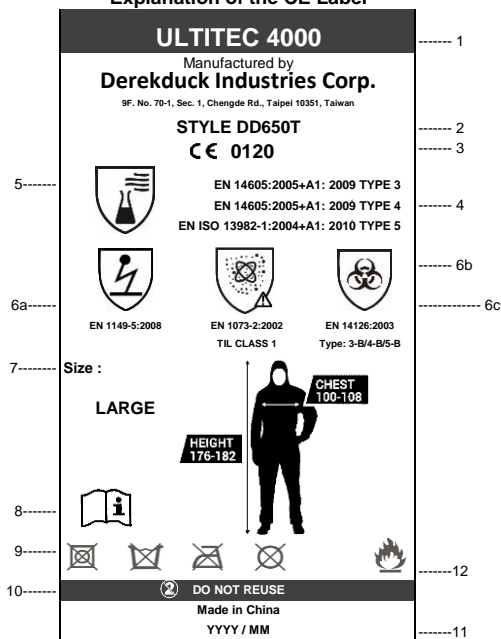 Explanation of the CE Label
ULTITEC 4000
------- 1
Manufactured by
Derekduck Industries Corp.
9F. No. 70-1, Sec. 1, Chengde Rd., Taipei 10351, Taiwan
STYLE DD650T
------- 2
CE 0120
------- 3
5-------
EN 14605:2005+A1: 2009 TYPE 3
EN 14605:2005+A1: 2009 TYPE 4
------- 4
EN ISO 13982-1:2004+A1: 2010 TYPE 5
------- 6b
6a-------
------------ 6c
EN 1149-5:2008
EN 1073-2:2002
EN 14126:2003
TIL CLASS 1
Type: 3-B/4-B/5-B
7--------
Size :
CHEST
100-108
LARGE
HEIGHT
176-182
i
8-------
9-------
-------12
10-------
2 DO NOT REUSE
Made in China
YYYY / MM
-------11